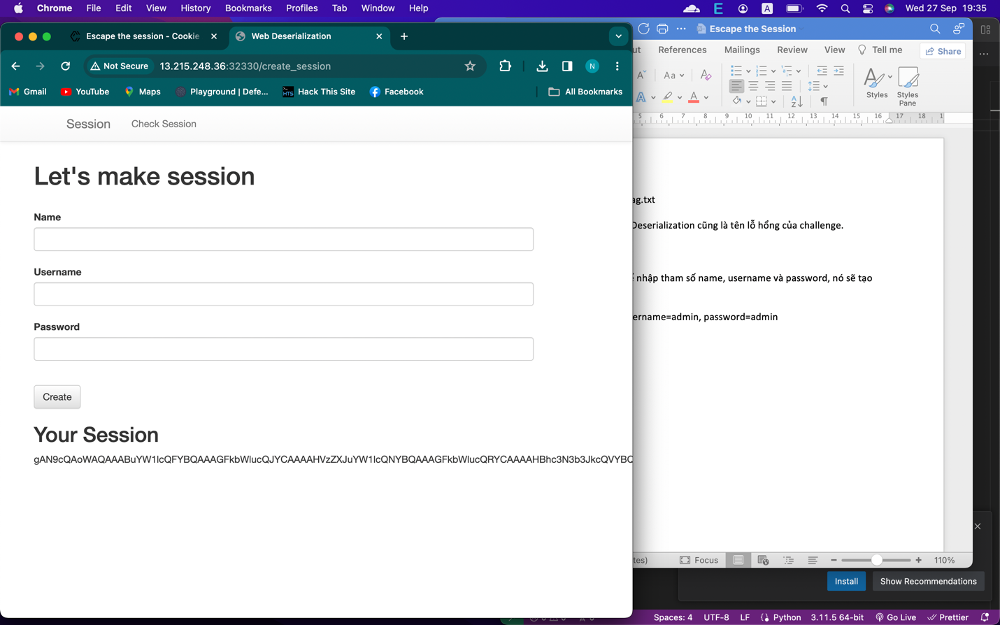 Chrome File Edit View History Bookmarks Profiles Tab Window Help A Wed 27 Sep 19:35
Escape the session - Cookie Web Deserialization
Not Secure 13.215.248.36:32330/create_session N
Gmail YouTube Maps Playground | Defe... Hack This Site Facebook All Bookmarks
Session Check Session
Let's make session
Name
Username
Password
Create
Your Session
gAN9cQAoWAQAAABuYW1lcQFYBQAAAGFkbWlucQJYCAAAAHVzZXJuYW1lcQNYBQAAAGFkbWlucQRYCAAAAHBhc3N3b3JkcQVYBQ
Escape the Session
ut References Mailings Review View Tell me Share
Aa Styles Styles Pane
5 6 7 8 9 10 11 12 13 14 15 16 17 18 1
ag.txt
Deserialization cũng là tên lỗ hổng của challenge.
nhập tham số name, username và password, nó sẽ tạo
ername=admin, password=admin
tes) Focus 110%
Install Show Recommendations
Spaces: 4 UTF-8 LF Python 3.11.5 64-bit Go Live Prettier